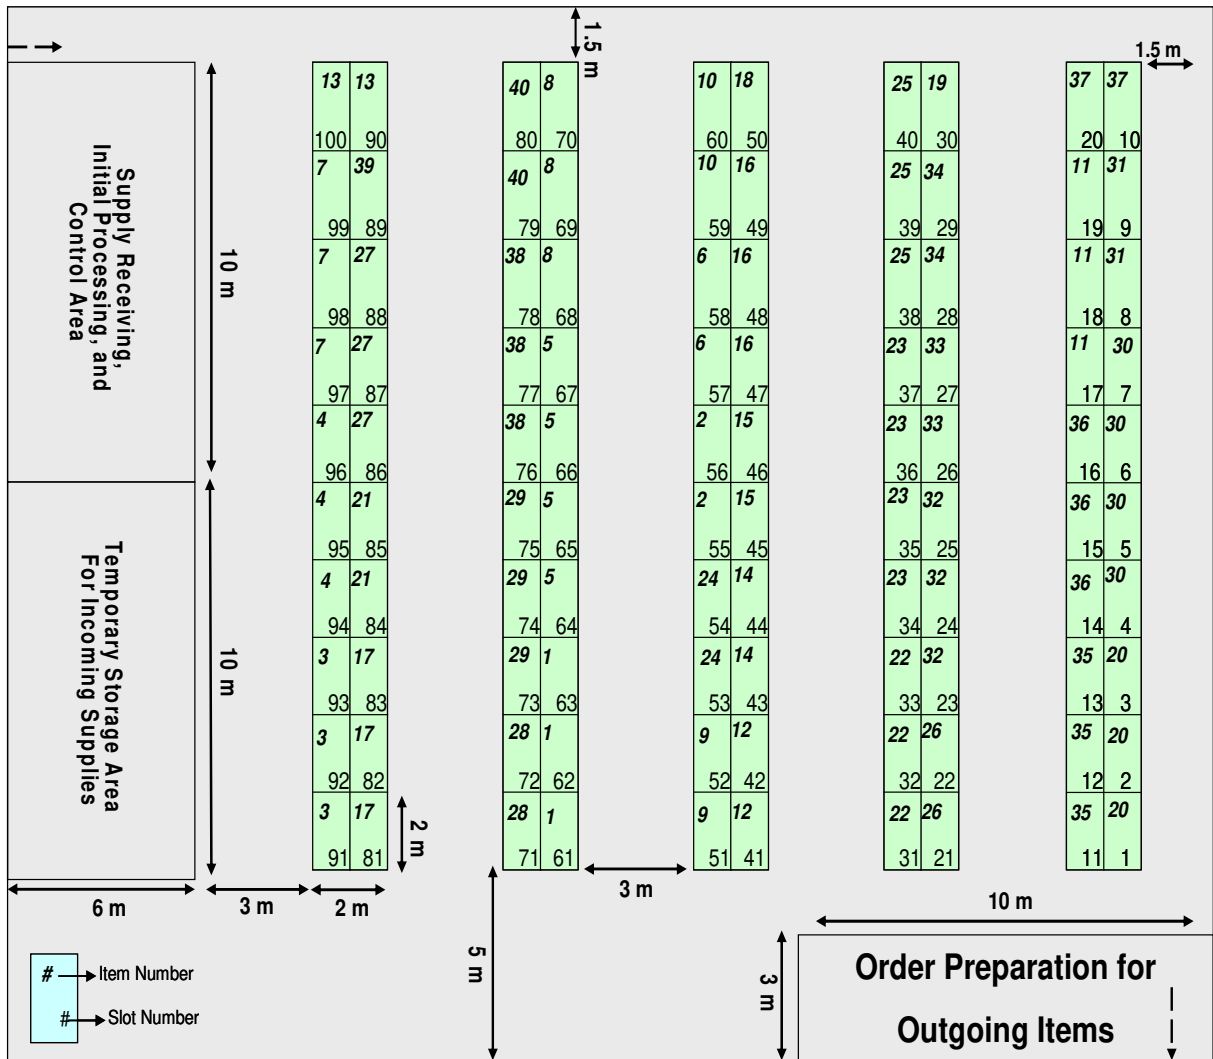 1.5 m
1.5 m
13 13 40 8 10 18 25 19 37 37
100 90 80 70 60 50 40 30 20 10
7 39 40 8 10 16 25 34 11 31
99 89 79 69 59 49 39 29 19 9
7 27 38 8 6 16 25 34 11 31
98 88 78 68 58 48 38 28 18 8
7 27 38 5 6 16 23 33 11 30
97 87 77 67 57 47 37 27 17 7
4 27 38 5 2 15 23 33 36 30
96 86 76 66 56 46 36 26 16 6
4 21 29 5 2 15 23 32 36 30
95 85 75 65 55 45 35 25 15 5
4 21 29 5 24 14 23 32 36 30
94 84 74 64 54 44 34 24 14 4
3 17 29 1 24 14 22 32 35 20
93 83 73 63 53 43 33 23 13 3
3 17 28 1 9 12 22 26 35 20
92 82 72 62 52 42 32 22 12 2
3 17 28 1 9 12 22 26 35 20
91 81 71 61 51 41 31 21 11 1
Supply Receiving,
Initial Processing, and
Control Area
10 m
Temporary Storage Area
For Incoming Supplies
10 m
2 m
6 m
3 m
2 m
3 m
10 m
5 m
3 m
# Item Number
# Slot Number
Order Preparation for
Outgoing Items